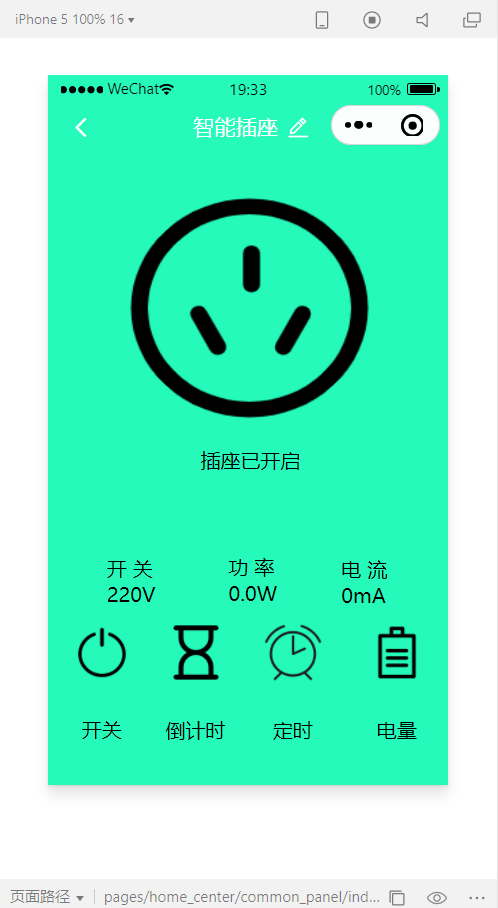 iPhone 5 100% 16
WeChat
19:33
100%
智能插座
插座已开启
开 关
220V
功 率
0.0W
电 流
0mA
开关
倒计时
定时
电量
页面路径
pages/home_center/common_panel/ind...